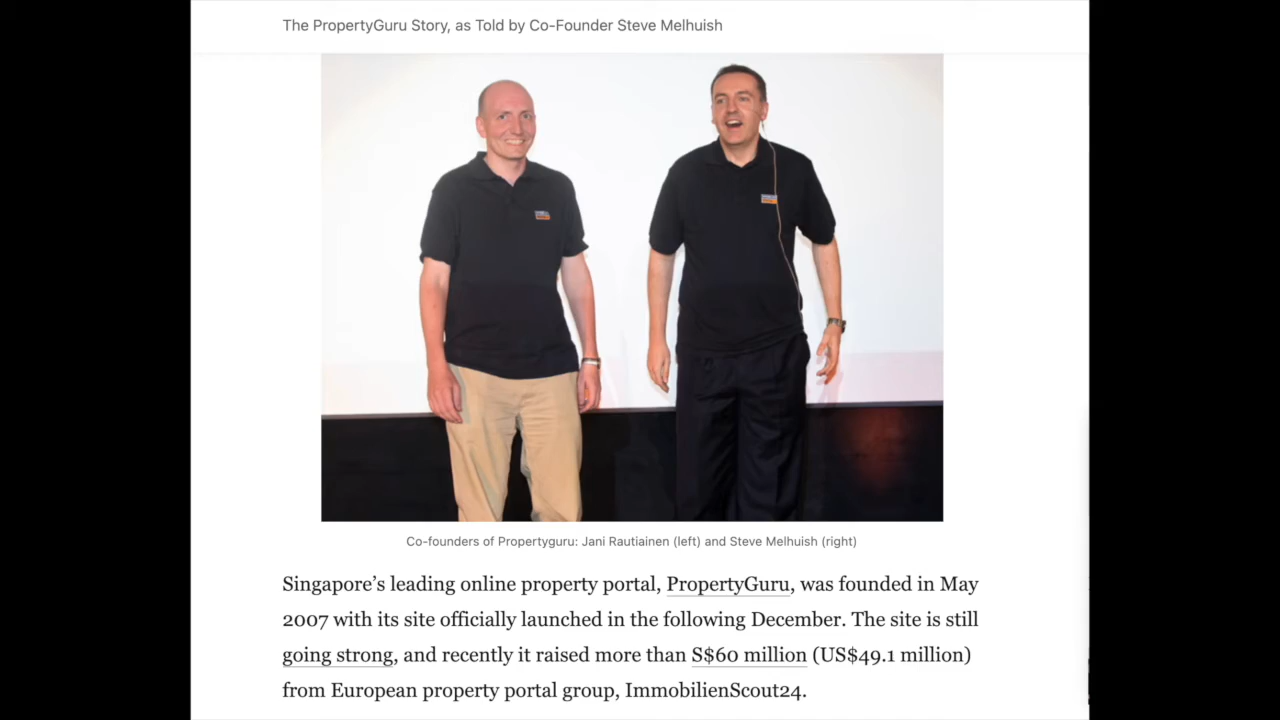 The PropertyGuru Story, as Told by Co-Founder Steve Melhuish
Co-founders of Propertyguru: Jani Rautiainen (left) and Steve Melhuish (right)
Singapore’s leading online property portal, PropertyGuru, was founded in May
2007 with its site officially launched in the following December. The site is still
going strong, and recently it raised more than S$60 million (US$49.1 million)
from European property portal group, ImmobilienScout24.